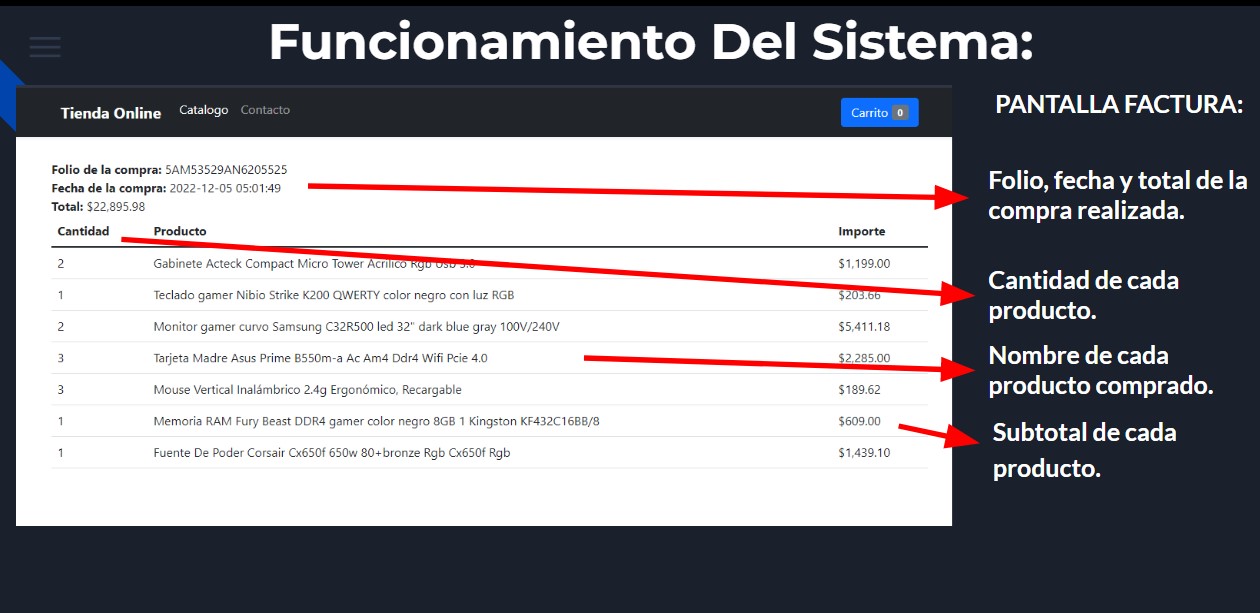 Funcionamiento Del Sistema:
Tienda Online Catalogo Contacto Carrito 0
PANTALLA FACTURA:
Folio de la compra: 5AM53529AN6205525
Fecha de la compra: 2022-12-05 05:01:49
Total: $22,895.98
Folio, fecha y total de la
compra realizada.
Cantidad Producto Importe
2 Gabinete Acteck Compact Micro Tower Acrilico Rgb Usb 3.0 $1,199.00
1 Teclado gamer Nibio Strike K200 QWERTY color negro con luz RGB $203.66
2 Monitor gamer curvo Samsung C32R500 led 32" dark blue gray 100V/240V $5,411.18
3 Tarjeta Madre Asus Prime B550m-a Ac Am4 Ddr4 Wifi Pcie 4.0 $2,285.00
3 Mouse Vertical Inalámbrico 2.4g Ergonómico, Recargable $189.62
1 Memoria RAM Fury Beast DDR4 gamer color negro 8GB 1 Kingston KF432C16BB/8 $609.00
1 Fuente De Poder Corsair Cx650f 650w 80+bronze Rgb Cx650f Rgb $1,439.10
Cantidad de cada
producto.
Nombre de cada
producto comprado.
Subtotal de cada
producto.